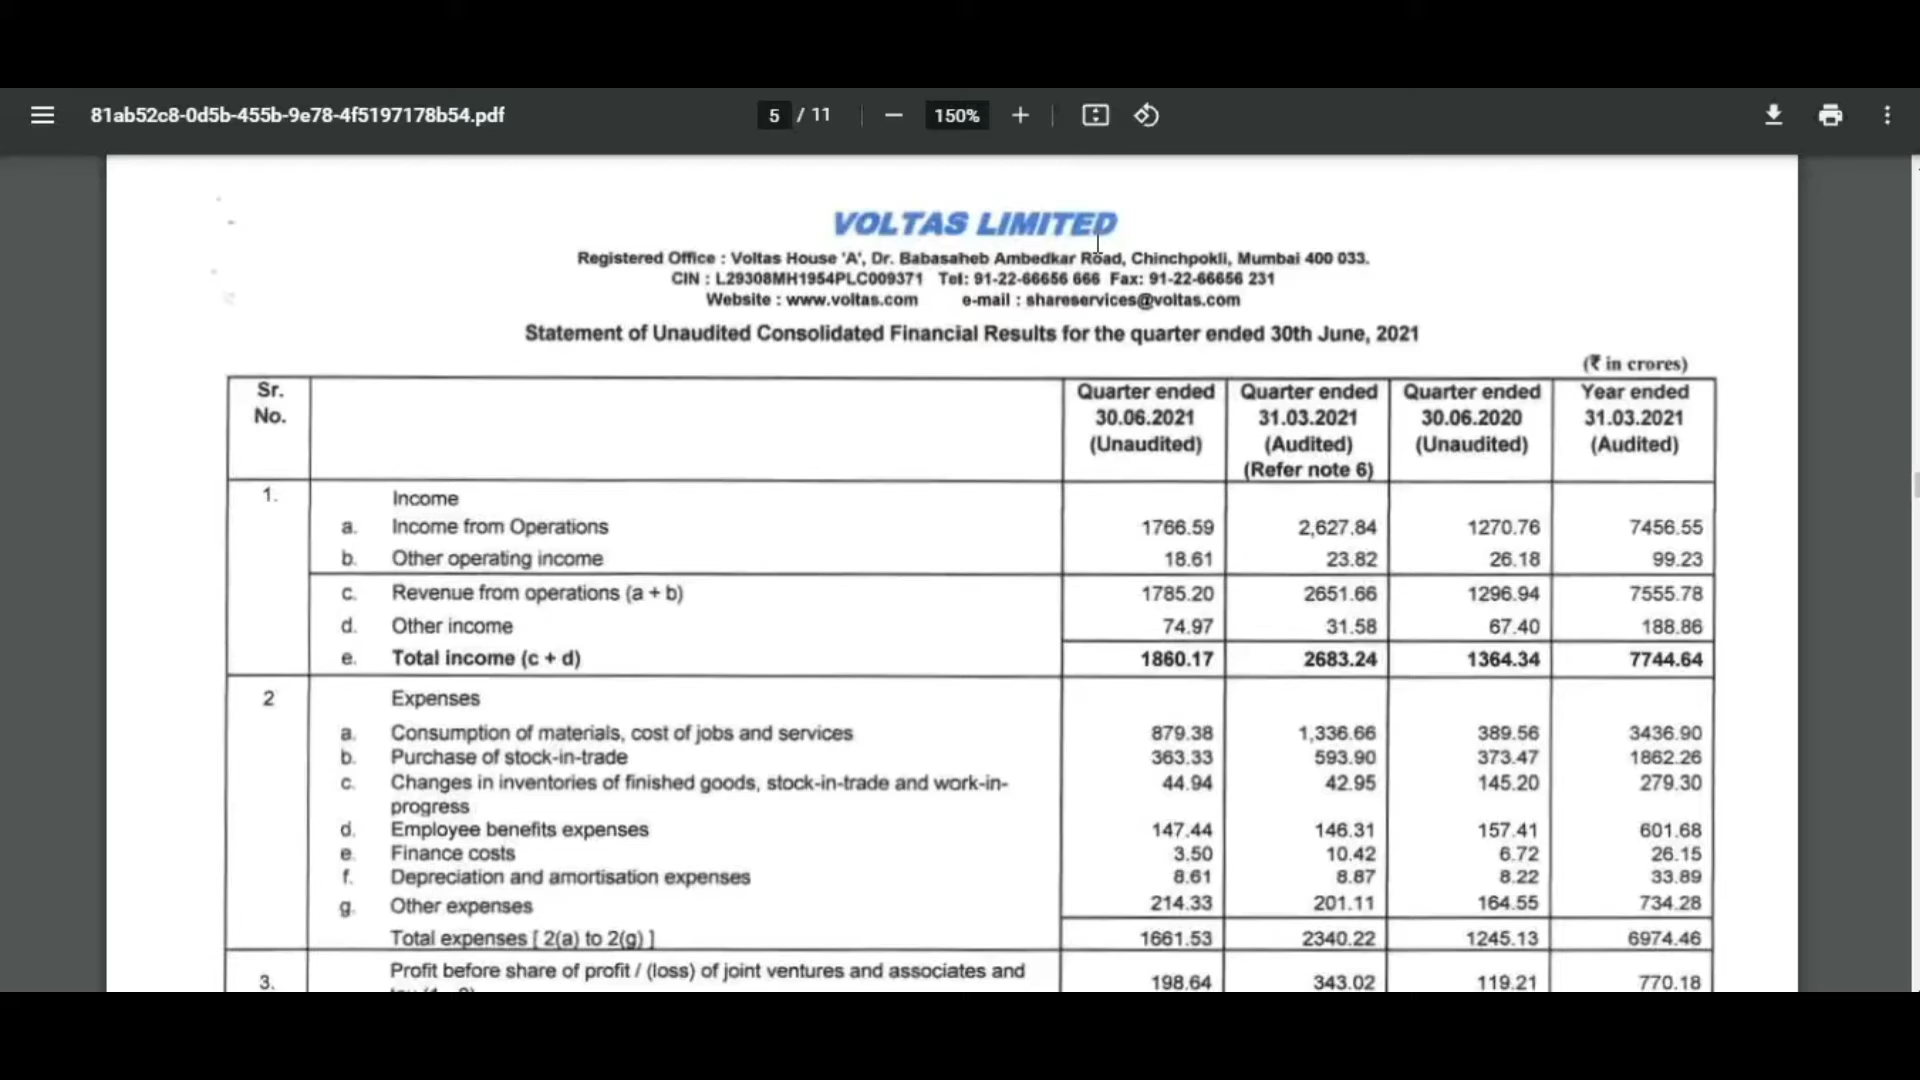 81ab52c8-0d5b-455b-9e78-4f5197178b54.pdf 5 / 11 150%
VOLTAS LIMITED
Registered Office : Voltas House 'A', Dr. Babasaheb Ambedkar Road, Chinchpokli, Mumbai 400 033.
CIN : L29308MH1954PLC009371 Tel: 91-22-66656 666 Fax: 91-22-66656 231
Website : www.voltas.com e-mail : shareservices@voltas.com
Statement of Unaudited Consolidated Financial Results for the quarter ended 30th June, 2021
(₹ in crores)
Sr. Quarter ended Quarter ended Quarter ended Year ended
No. 30.06.2021 31.03.2021 30.06.2020 31.03.2021
(Unaudited) (Audited) (Unaudited) (Audited)
(Refer note 6)
1. Income
a. Income from Operations 1766.59 2,627.84 1270.76 7456.55
b. Other operating income 18.61 23.82 26.18 99.23
c. Revenue from operations (a + b) 1785.20 2651.66 1296.94 7555.78
d. Other income 74.97 31.58 67.40 188.86
e. Total income (c + d) 1860.17 2683.24 1364.34 7744.64
2 Expenses
a. Consumption of materials, cost of jobs and services 879.38 1,336.66 389.56 3436.90
b. Purchase of stock-in-trade 363.33 593.90 373.47 1862.26
c. Changes in inventories of finished goods, stock-in-trade and work-in- 44.94 42.95 145.20 279.30
progress
d. Employee benefits expenses 147.44 146.31 157.41 601.68
e. Finance costs 3.50 10.42 6.72 26.15
f. Depreciation and amortisation expenses 8.61 8.87 8.22 33.89
g. Other expenses 214.33 201.11 164.55 734.28
Total expenses [ 2(a) to 2(g) ] 1661.53 2340.22 1245.13 6974.46
3. Profit before share of profit / (loss) of joint ventures and associates and 198.64 343.02 119.21 770.18